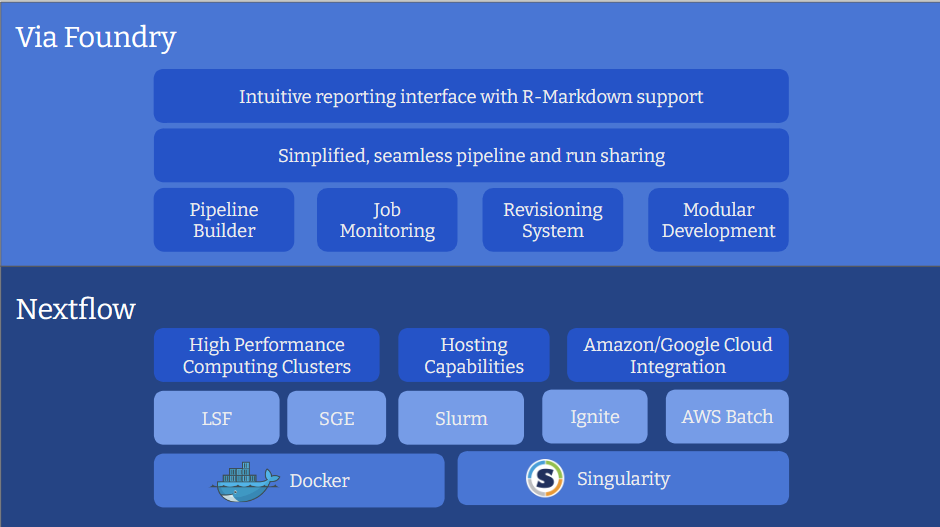 Via Foundry
Intuitive reporting interface with R-Markdown support
Simplified, seamless pipeline and run sharing
Pipeline
Builder
Job
Monitoring
Revisioning
System
Modular
Development
Nextflow
High Performance
Computing Clusters
Hosting
Capabilities
Amazon/Google Cloud
Integration
LSF
SGE
Slurm
Ignite
AWS Batch
Docker
S
Singularity